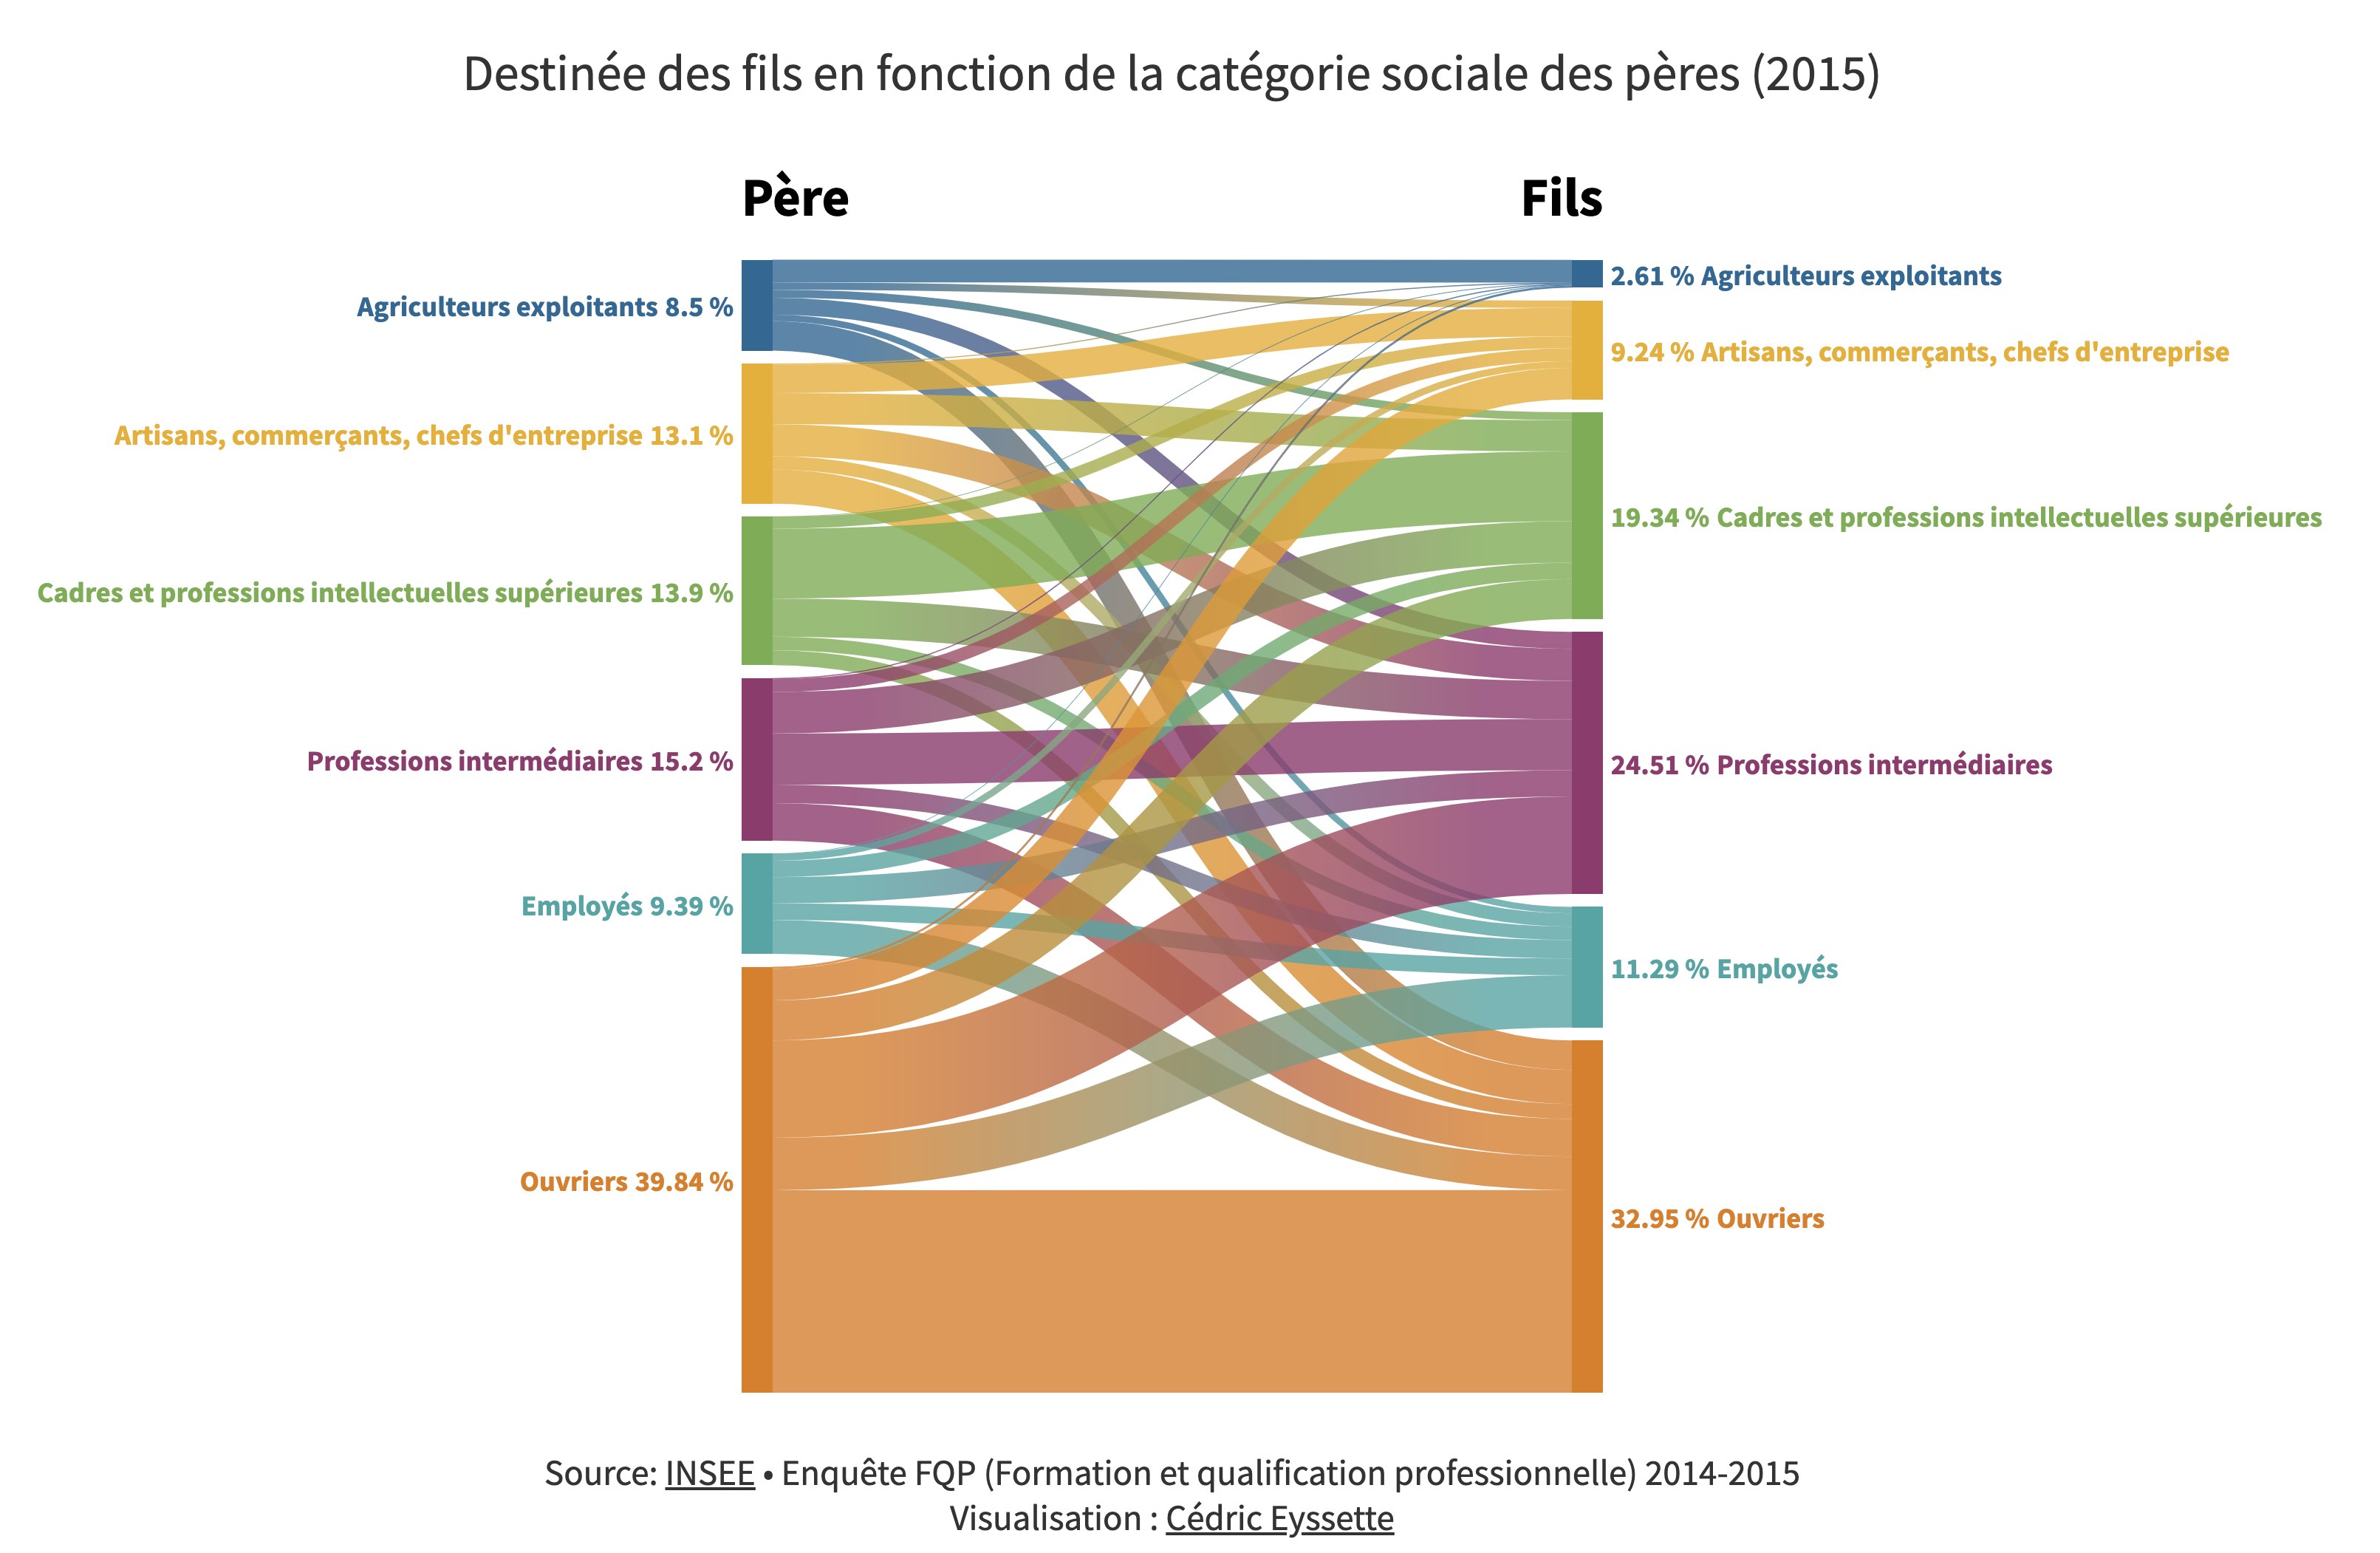 Destinée des fils en fonction de la catégorie sociale des pères (2015)
Père
Fils
Agriculteurs exploitants 8.5 %
Artisans, commerçants, chefs d'entreprise 13.1 %
Cadres et professions intellectuelles supérieures 13.9 %
Professions intermédiaires 15.2 %
Employés 9.39 %
Ouvriers 39.84 %
2.61 % Agriculteurs exploitants
9.24 % Artisans, commerçants, chefs d'entreprise
19.34 % Cadres et professions intellectuelles supérieures
24.51 % Professions intermédiaires
11.29 % Employés
32.95 % Ouvriers
Source: INSEE • Enquête FQP (Formation et qualification professionnelle) 2014-2015
Visualisation : Cédric Eyssette